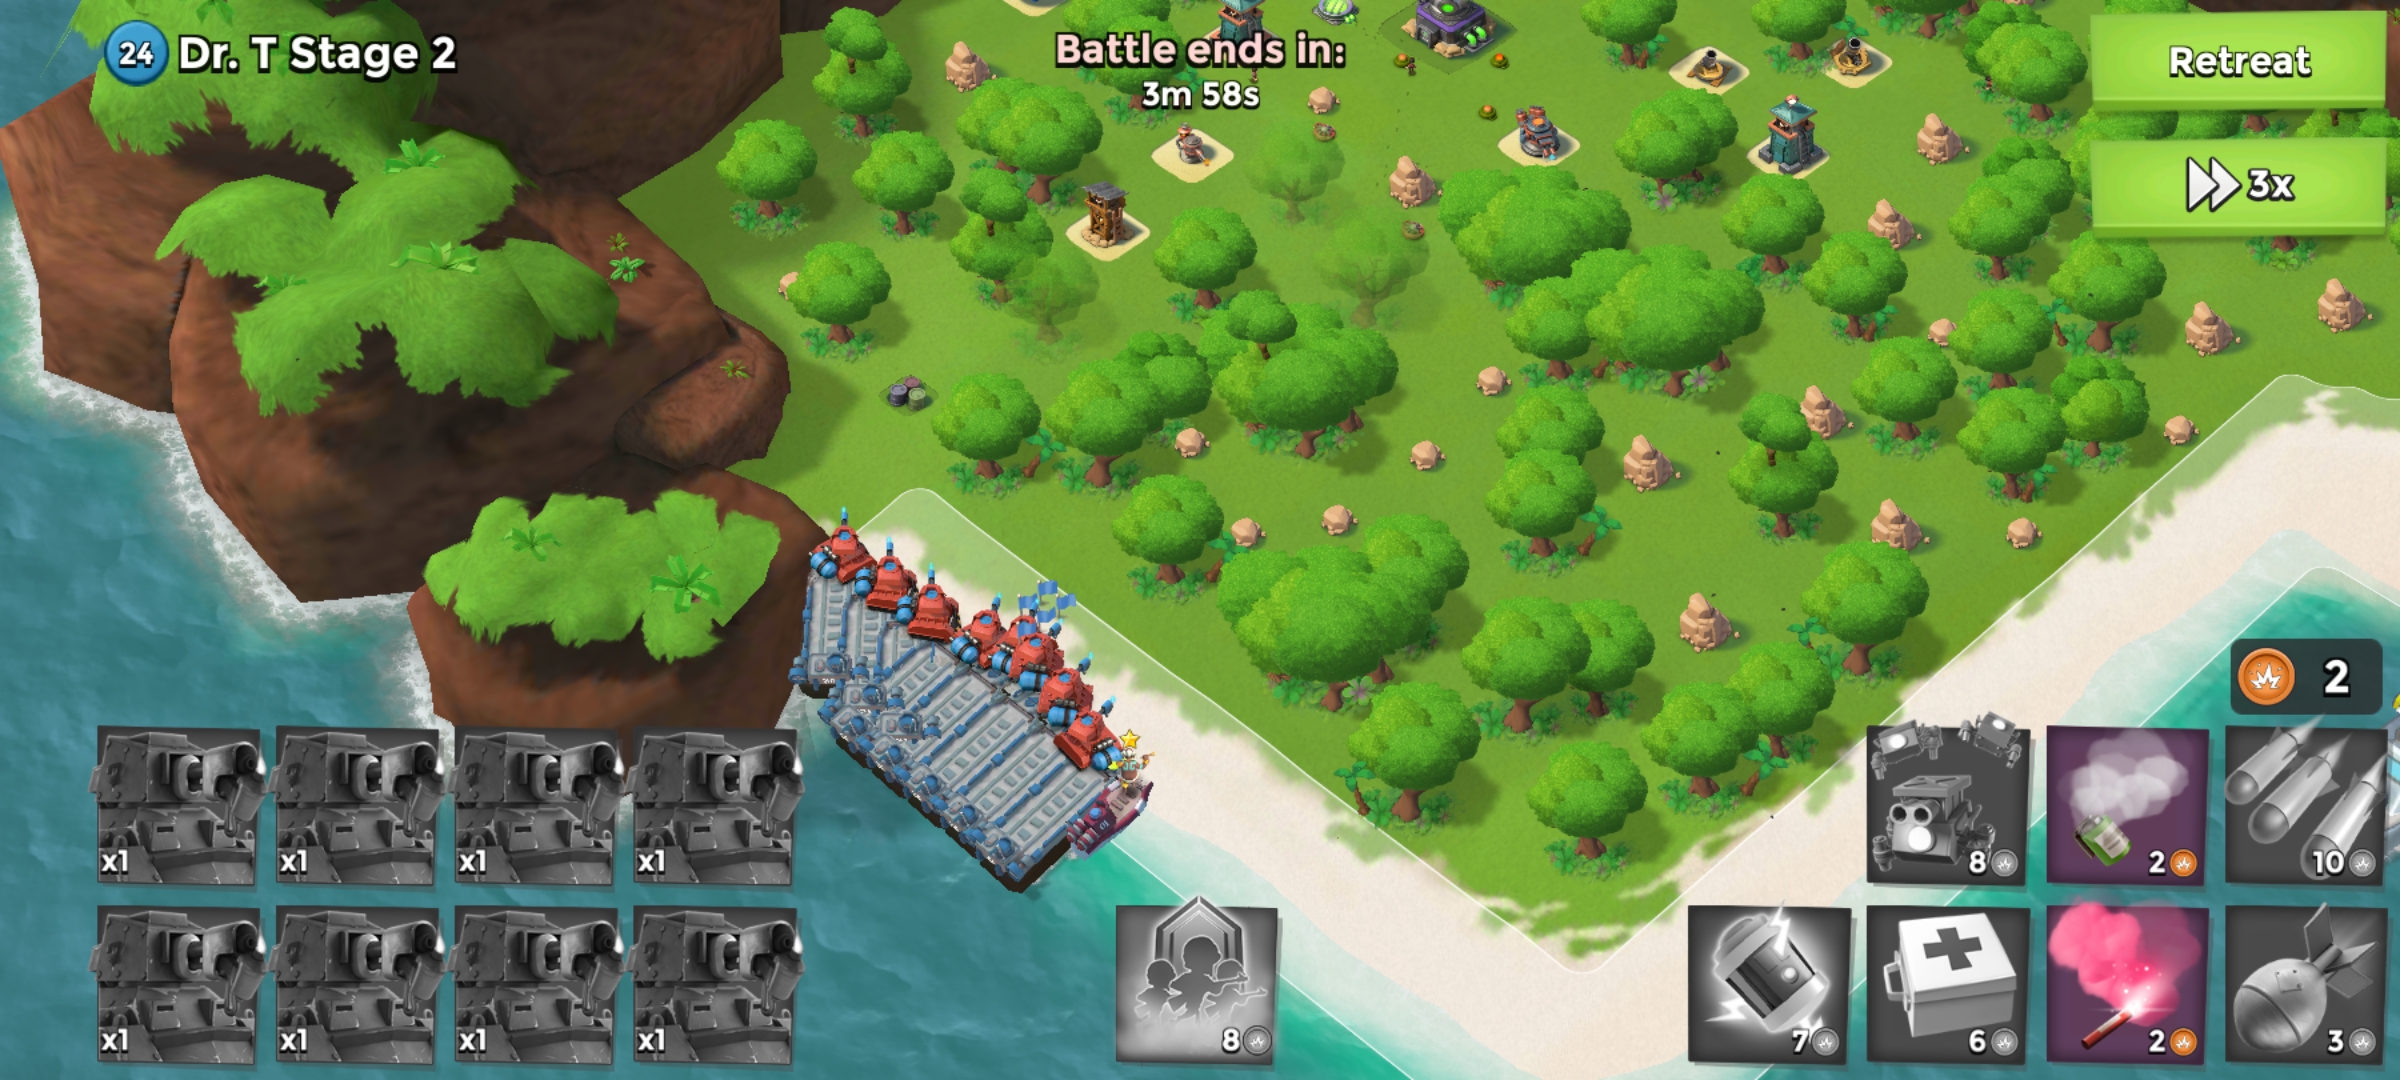 24 Dr. T Stage 2
Battle ends in:
3m 58s
Retreat
3x
2
x1 x1 x1 x1
8 2 10
x1 x1 x1 x1
8 7 6 2 3